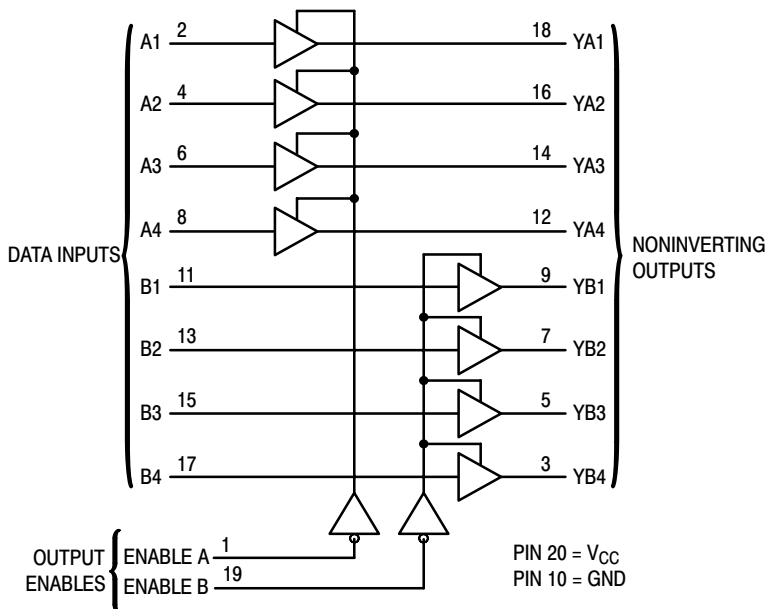 A1 2 18 YA1
A2 4 16 YA2
A3 6 14 YA3
A4 8 12 YA4
DATA INPUTS
NONINVERTING
OUTPUTS
B1 11 9 YB1
B2 13 7 YB2
B3 15 5 YB3
B4 17 3 YB4
OUTPUT
ENABLES
ENABLE A 1
ENABLE B 19
PIN 20 = VCC
PIN 10 = GND